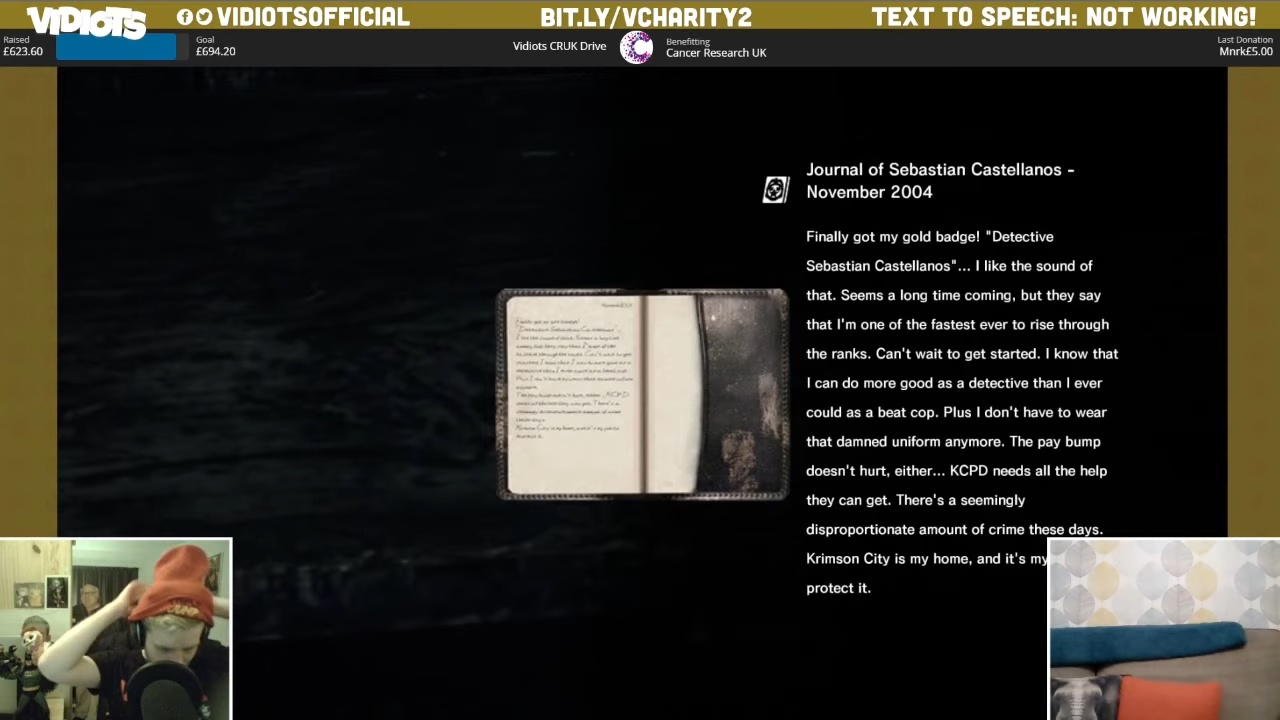 VIDIOTS
VIDIOTSOFFICIAL
BIT.LY/VCHARITY2
TEXT TO SPEECH: NOT WORKING!
Raised
£623.60
Goal
£694.20
Vidiots CRUK Drive
Benefitting
Cancer Research UK
Last Donation
Mnrk£5.00
Journal of Sebastian Castellanos -
November 2004
Finally got my gold badge! "Detective
Sebastian Castellanos"... I like the sound of
that. Seems a long time coming, but they say
that I'm one of the fastest ever to rise through
the ranks. Can't wait to get started. I know that
I can do more good as a detective than I ever
could as a beat cop. Plus I don't have to wear
that damned uniform anymore. The pay bump
doesn't hurt, either... KCPD needs all the help
they can get. There's a seemingly
disproportionate amount of crime these days.
Krimson City is my home, and it's my
protect it.